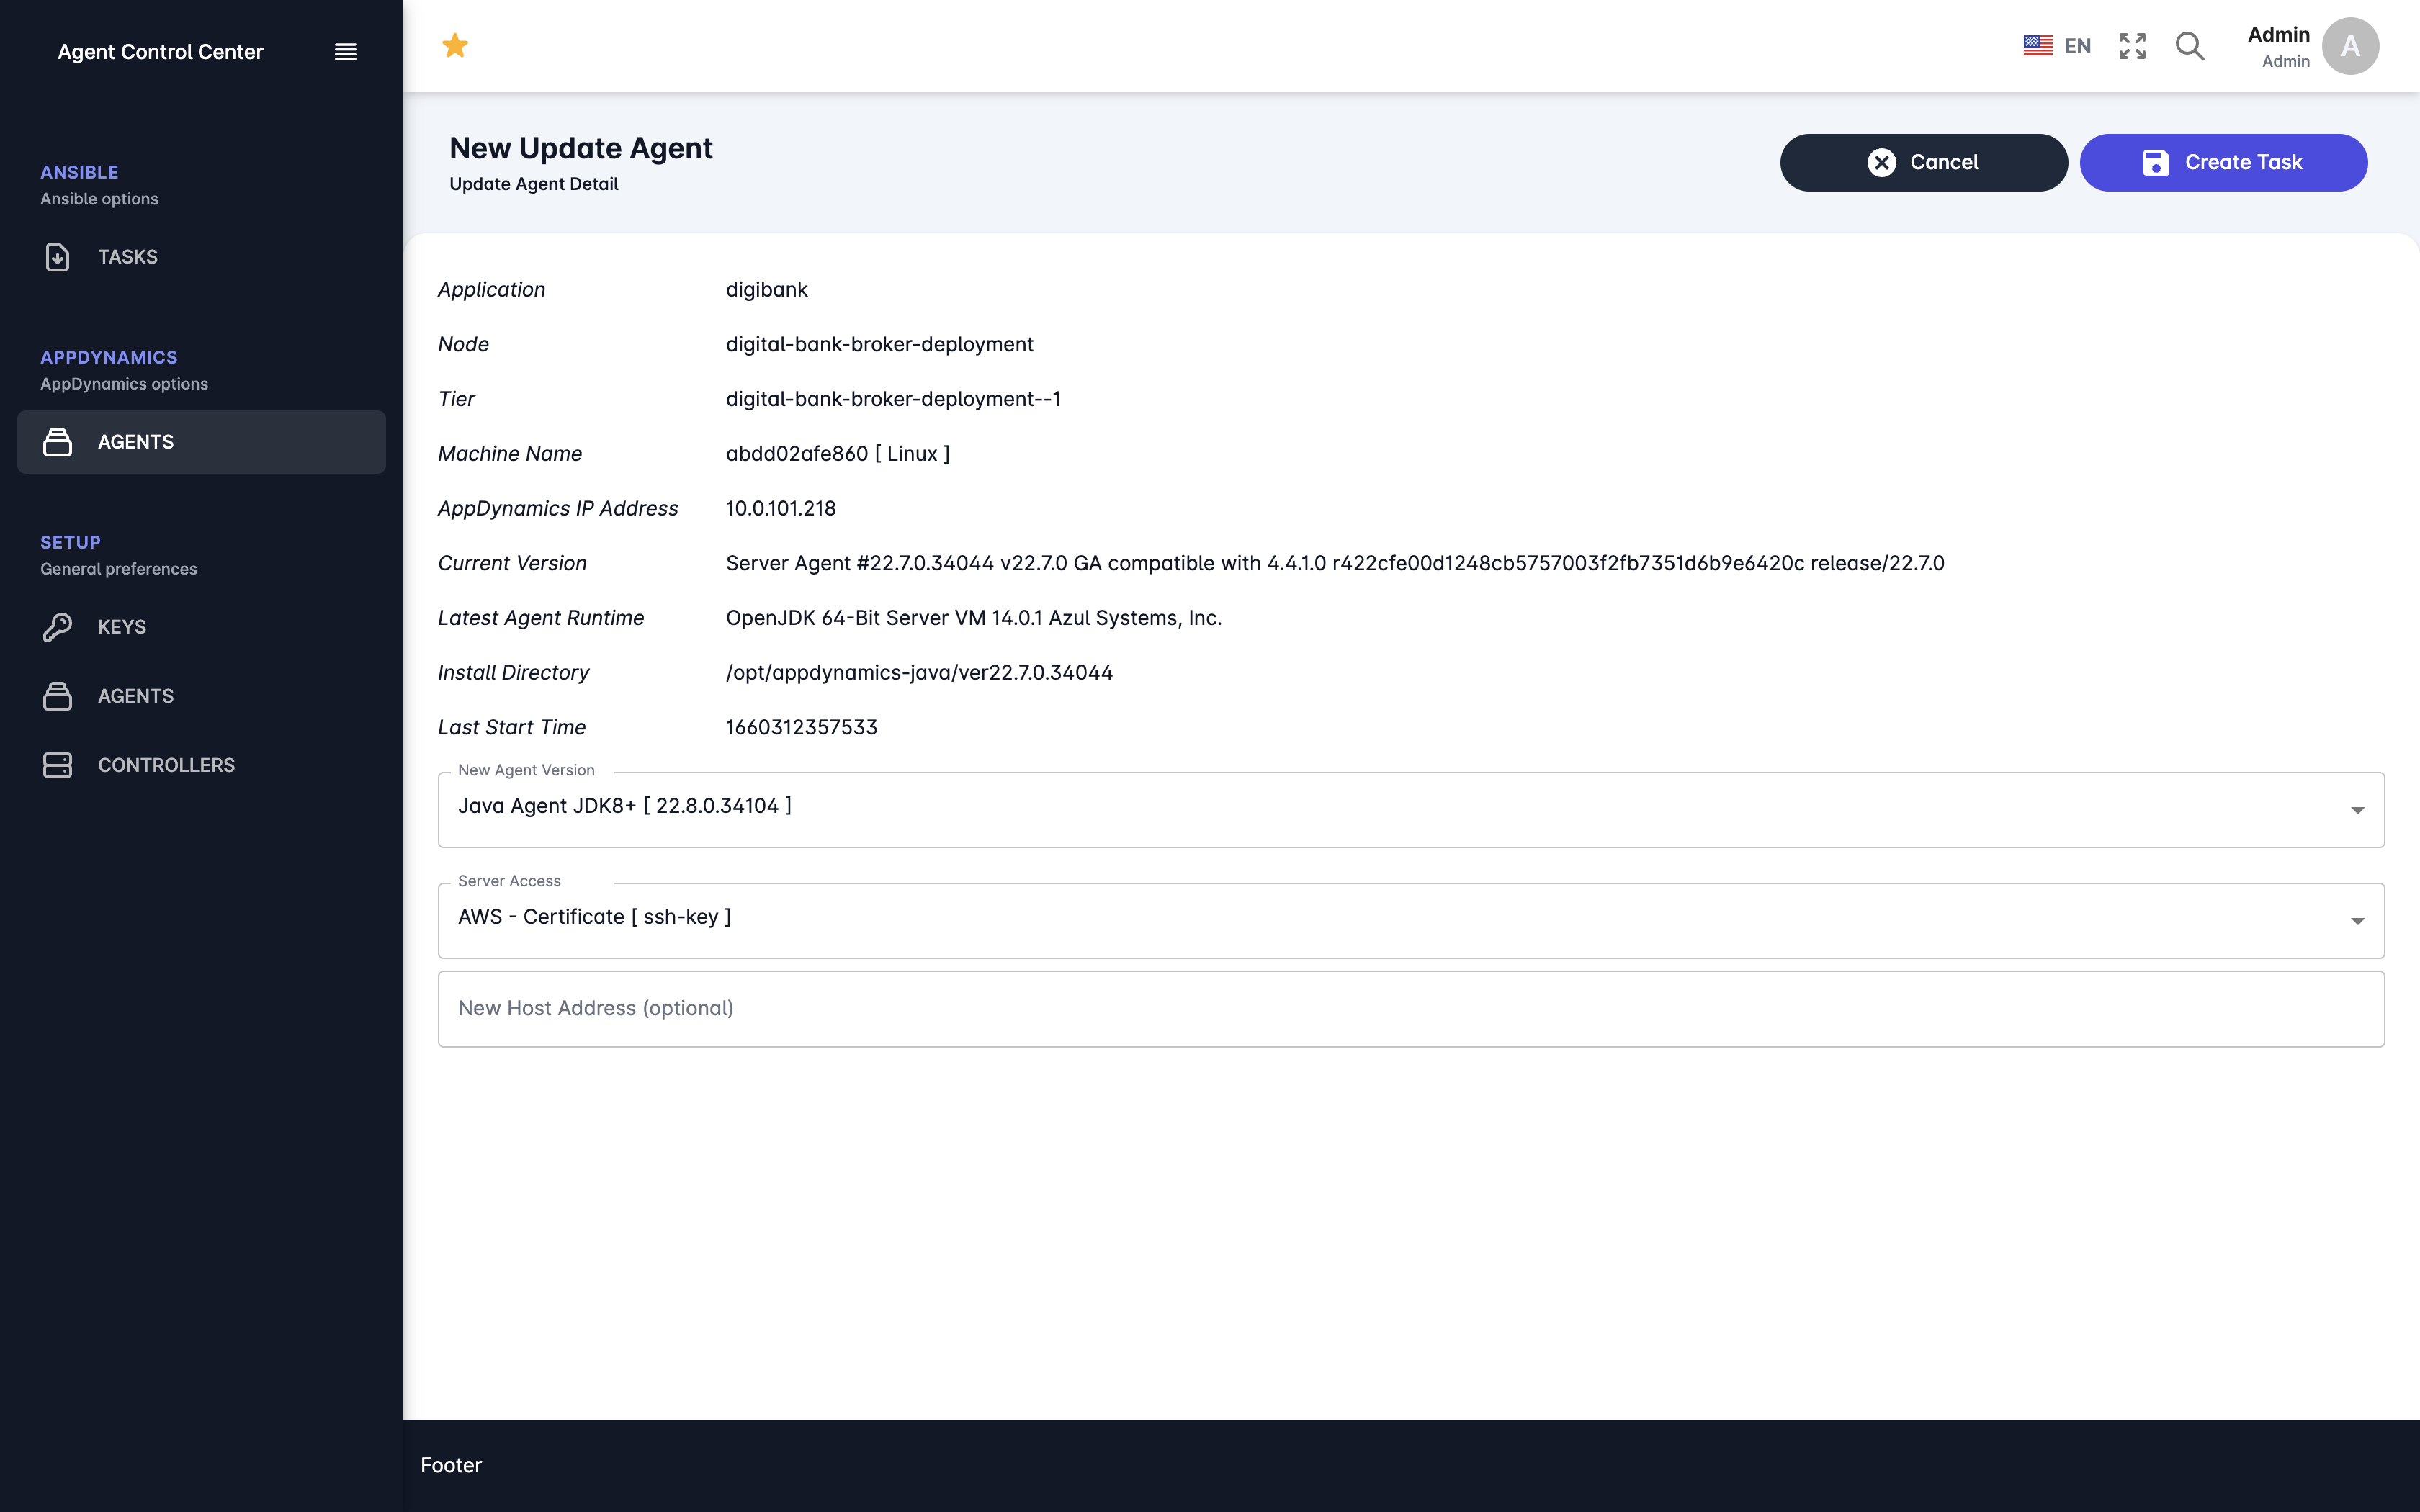 Agent Control Center
ANSIBLE
Ansible options
TASKS
APPDYNAMICS
AppDynamics options
AGENTS
SETUP
General preferences
KEYS
AGENTS
CONTROLLERS
EN
Admin
Admin
A
New Update Agent
Update Agent Detail
Cancel
Create Task
Application digibank
Node digital-bank-broker-deployment
Tier digital-bank-broker-deployment--1
Machine Name abdd02afe860 [ Linux ]
AppDynamics IP Address 10.0.101.218
Current Version Server Agent #22.7.0.34044 v22.7.0 GA compatible with 4.4.1.0 r422cfe00d1248cb5757003f2fb7351d6b9e6420c release/22.7.0
Latest Agent Runtime OpenJDK 64-Bit Server VM 14.0.1 Azul Systems, Inc.
Install Directory /opt/appdynamics-java/ver22.7.0.34044
Last Start Time 1660312357533
New Agent Version
Java Agent JDK8+ [ 22.8.0.34104 ]
Server Access
AWS - Certificate [ ssh-key ]
New Host Address (optional)
Footer